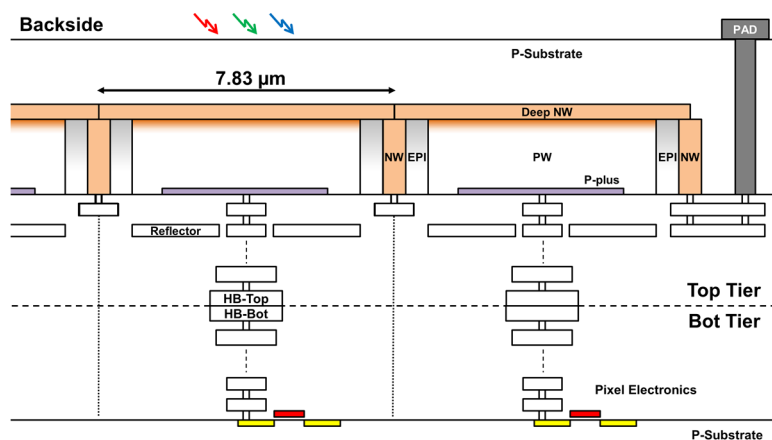 Backside
PAD
P-Substrate
7.83 µm
Deep NW
NW
EPI
PW
EPI
NW
P-plus
Reflector
HB-Top
HB-Bot
Top Tier
Bot Tier
Pixel Electronics
P-Substrate